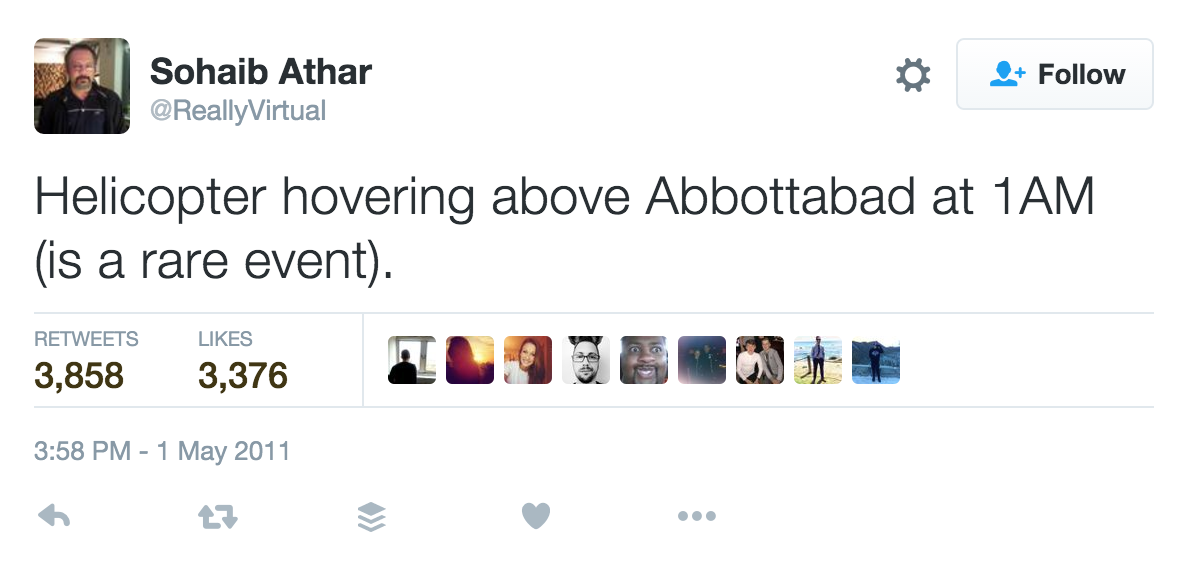 Sohaib Athar
@ReallyVirtual
Follow
Helicopter hovering above Abbottabad at 1AM
(is a rare event).
RETWEETS LIKES
3,858 3,376
3:58 PM - 1 May 2011